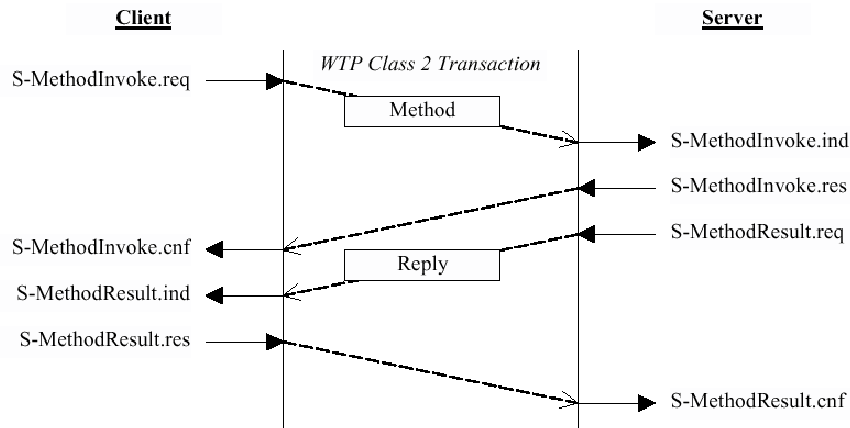 Client
Server
WTP Class 2 Transaction
S-MethodInvoke.req
Method
S-MethodInvoke.ind
S-MethodInvoke.res
S-MethodResult.req
S-MethodInvoke.cnf
Reply
S-MethodResult.ind
S-MethodResult.res
S-MethodResult.cnf